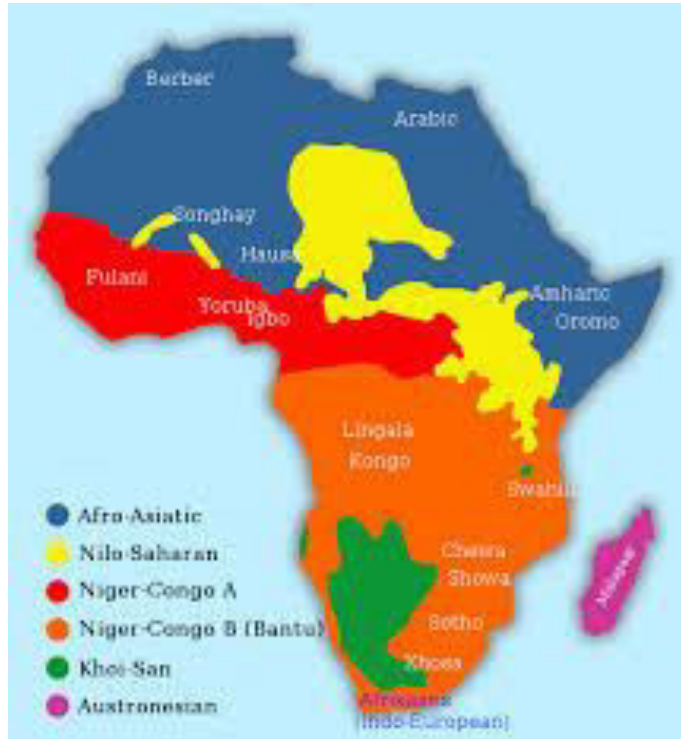 Berber
Arabic
Songhay
Hausa
Fulani
Amharic
Yoruba
Igbo
Oromo
Lingala
Kongo
Swahili
Afro-Asiatic
Nilo-Saharan
Chewa
Showa
Niger-Congo A
Niger-Congo B (Bantu)
Sotho
Khoi-San
Xhosa
Austronesian
Afrikaans
(Indo-European)